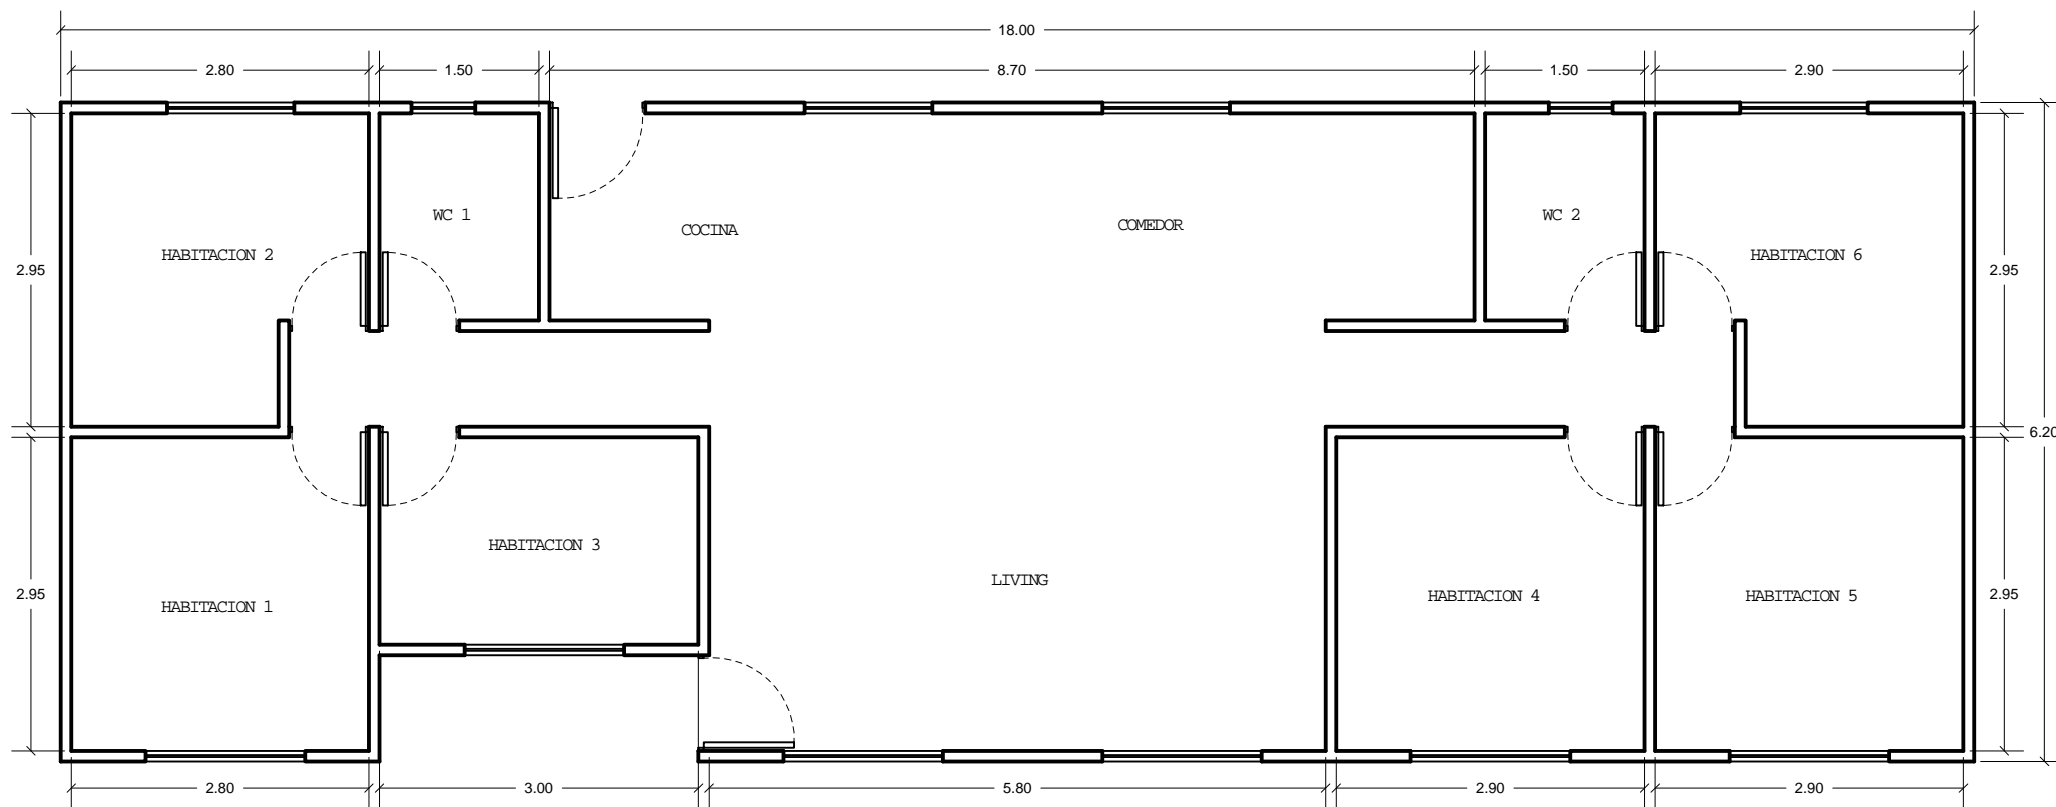 18.00
2.80
1.50
8.70
1.50
2.90
WC 1
WC 2
COCINA
COMEDOR
HABITACION 2
HABITACION 6
2.95
2.95
6.20
HABITACION 3
LIVING
2.95
HABITACION 1
HABITACION 4
HABITACION 5
2.95
2.80
3.00
5.80
2.90
2.90